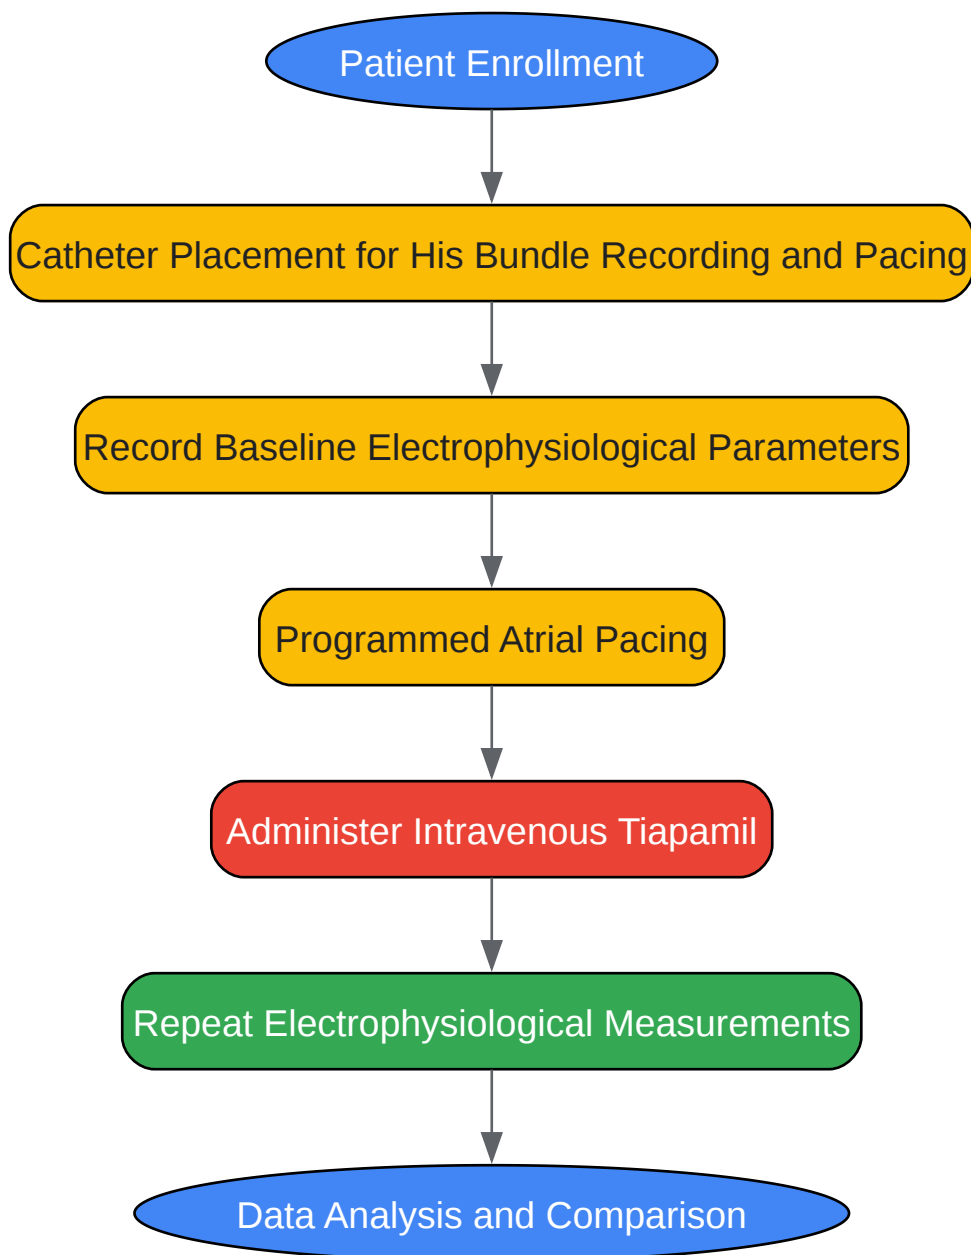 Patient Enrollment
Catheter Placement for His Bundle Recording and Pacing
Record Baseline Electrophysiological Parameters
Programmed Atrial Pacing
Administer Intravenous Tiapamil
Repeat Electrophysiological Measurements
Data Analysis and Comparison